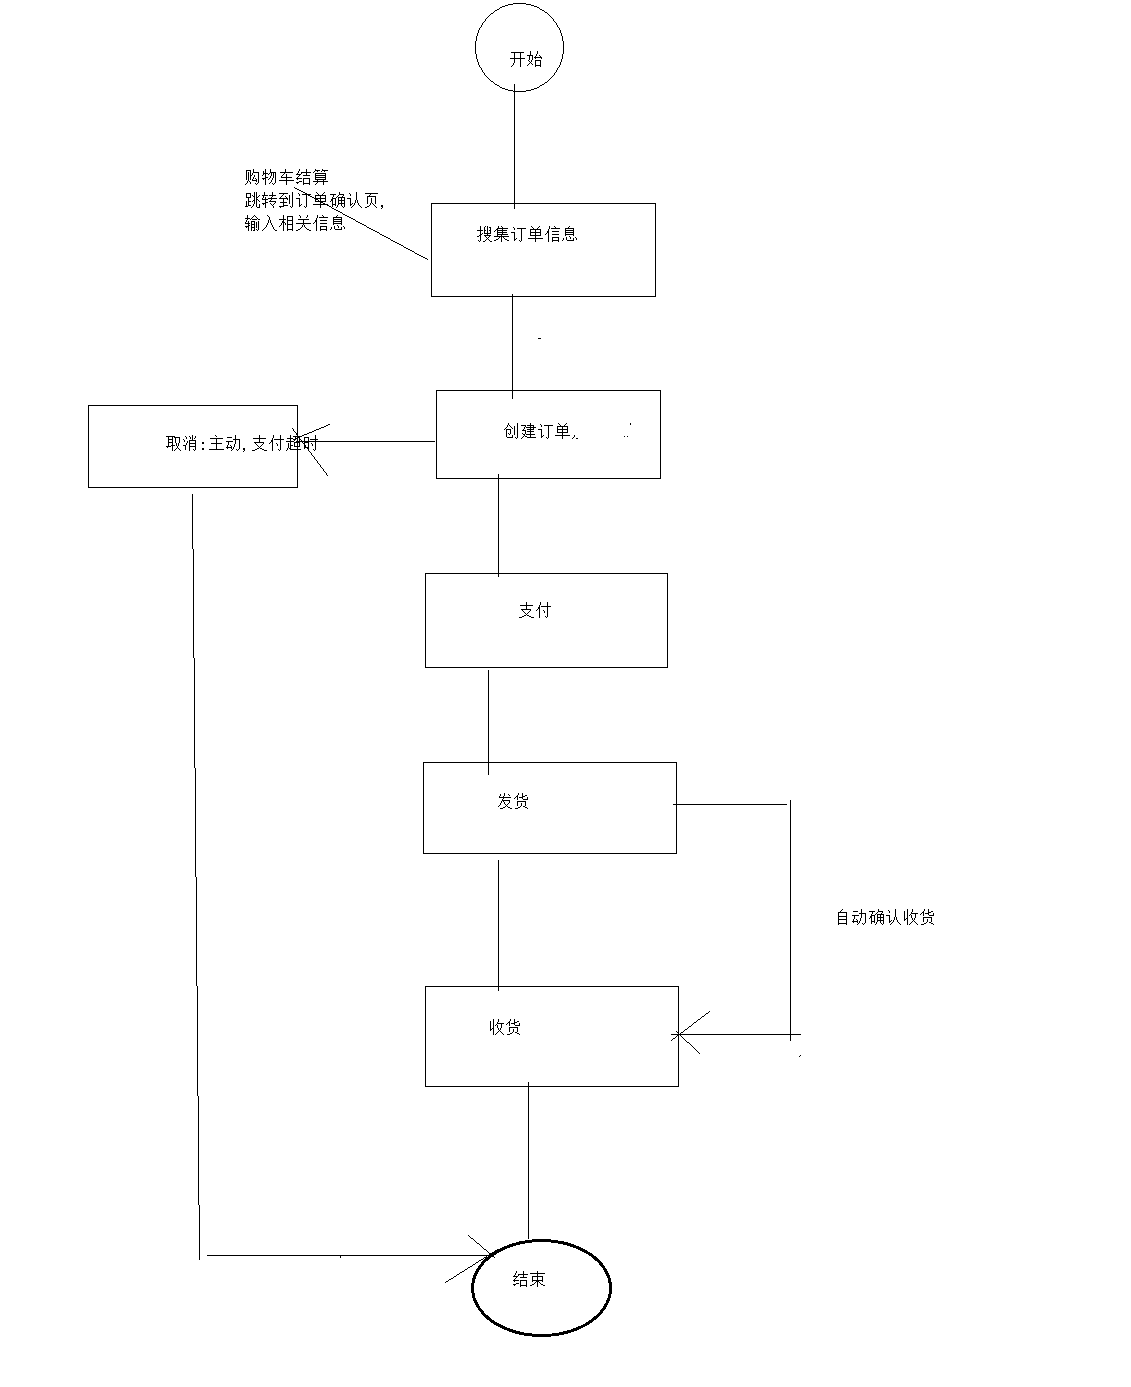 开始
购物车结算
跳转到订单确认页,
输入相关信息
搜集订单信息
创建订单
取消:主动,支付超时
支付
发货
自动确认收货
收货
结束